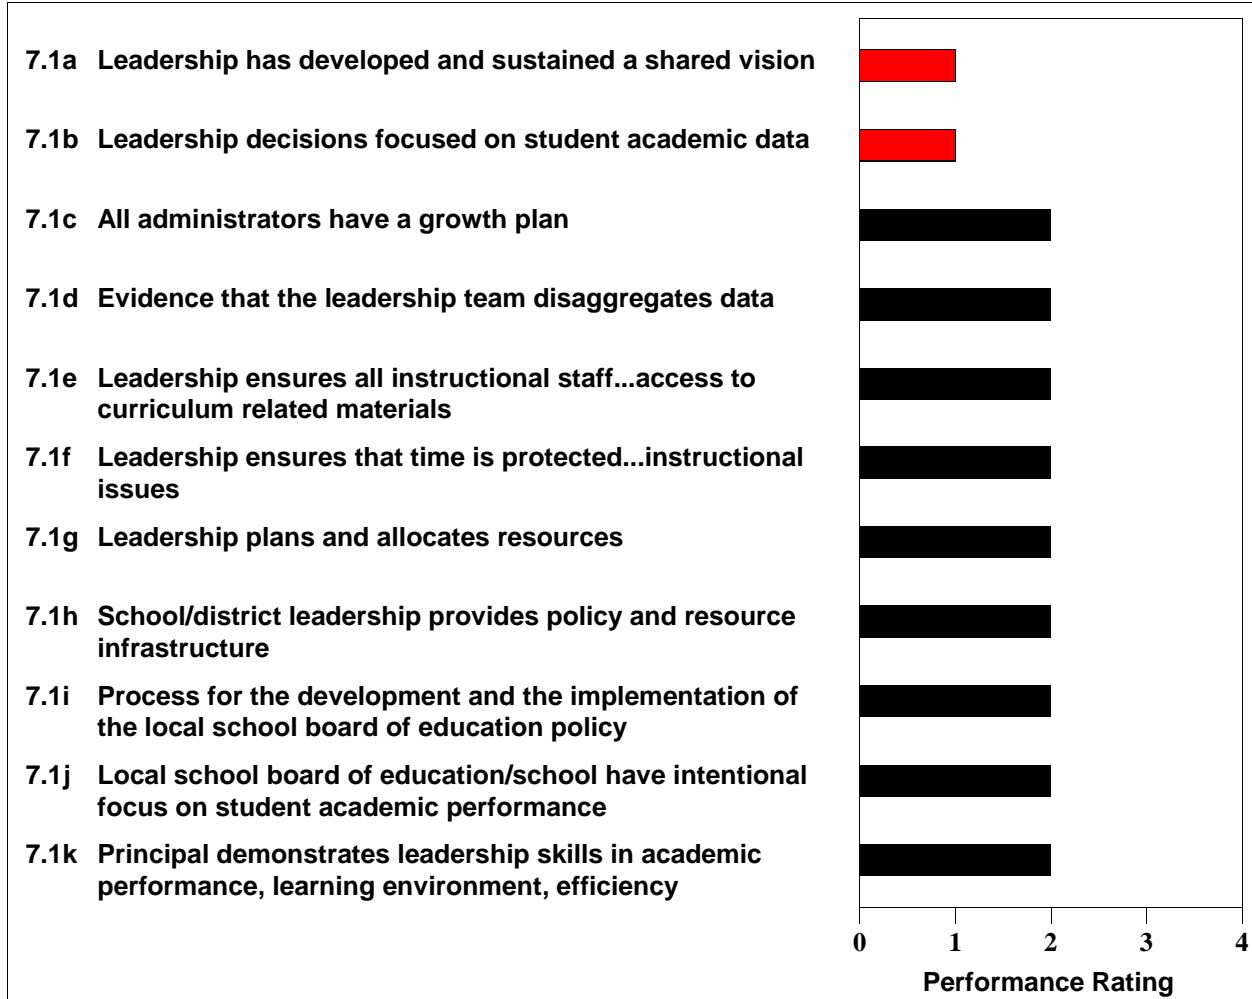 7.1a Leadership has developed and sustained a shared vision
7.1b Leadership decisions focused on student academic data
7.1c All administrators have a growth plan
7.1d Evidence that the leadership team disaggregates data
7.1e Leadership ensures all instructional staff...access to
curriculum related materials
7.1f Leadership ensures that time is protected...instructional
issues
7.1g Leadership plans and allocates resources
7.1h School/district leadership provides policy and resource
infrastructure
7.1i Process for the development and the implementation of
the local school board of education policy
7.1j Local school board of education/school have intentional
focus on student academic performance
7.1k Principal demonstrates leadership skills in academic
performance, learning environment, efficiency
0 1 2 3 4
Performance Rating